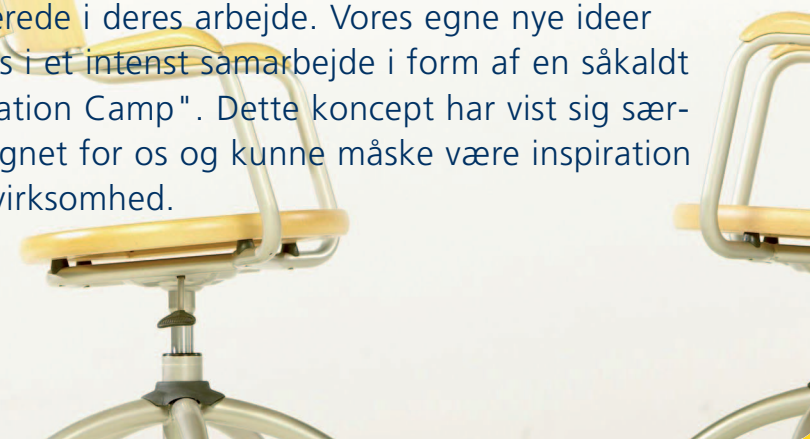 erede i deres arbejde. Vores egne nye ideer
s i et intenst samarbejde i form af en såkaldt
ation Camp". Dette koncept har vist sig sær-
gnet for os og kunne måske være inspiration
virksomhed.